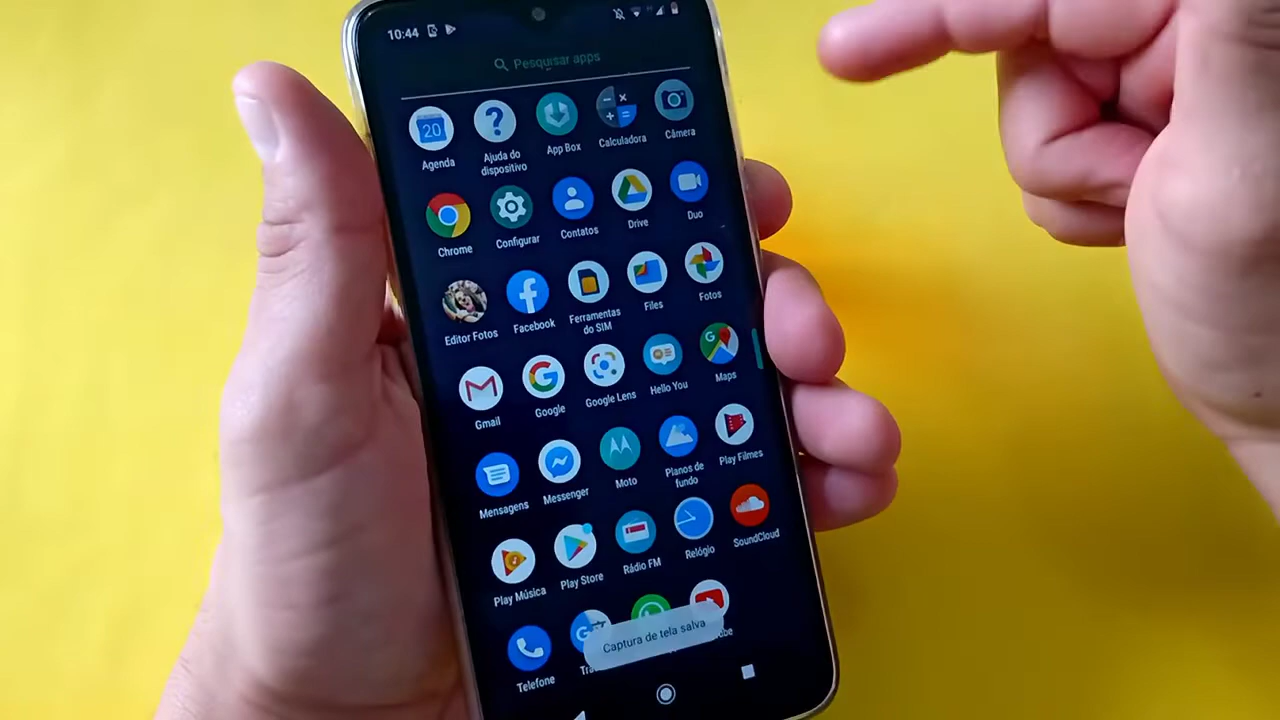 10:44
Pesquisar apps
20
Agenda
Ajuda do
dispositivo
App Box
Calculadora
Câmera
Chrome
Configurar
Contatos
Drive
Duo
Editor Fotos
Facebook
Ferramentas
do SIM
Files
Fotos
Gmail
Google
Google Lens
Hello You
Maps
Mensagens
Messenger
Moto
Planos de
fundo
Play Filmes
Play Música
Play Store
Rádio FM
Relógio
SoundCloud
Telefone
Captura de tela salva